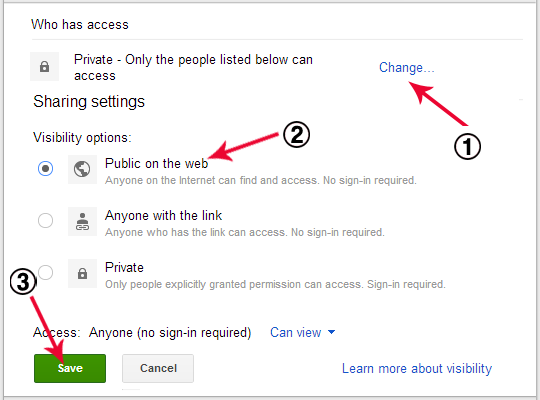 Who has access
Private - Only the people listed below can
access
Change...
1
Sharing settings
Visibility options:
2
Public on the web
Anyone on the Internet can find and access. No sign-in required.
Anyone with the link
Anyone who has the link can access. No sign-in required.
3
Private
Only people explicitly granted permission can access. Sign-in required.
Access: Anyone (no sign-in required) Can view
Save
Cancel
Learn more about visibility